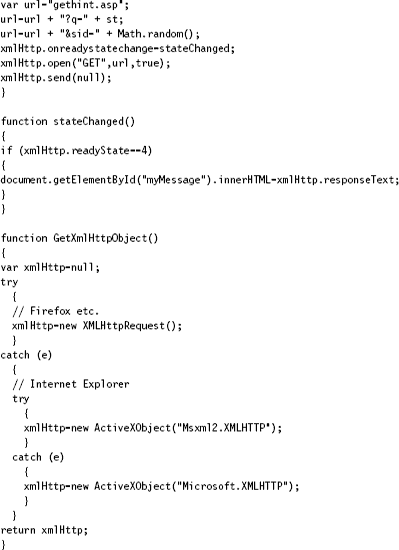 var url="gethint.asp";
url=url + "?q=" + st;
url=url + "&sid=" + Math.random();
xmlHttp.onreadystatechange=stateChanged;
xmlHttp.open("GET",url,true);
xmlHttp.send(null);
}
function stateChanged()
{
if (xmlHttp.readyState==4)
{
document.getElementById("myMessage").innerHTML=xmlHttp.responseText;
}
}
function GetXmlHttpObject()
{
var xmlHttp=null;
try
{
// Firefox etc.
xmlHttp=new XMLHttpRequest();
}
catch (e)
{
// Internet Explorer
try
{
xmlHttp=new ActiveXObject("Msxml2.XMLHTTP");
}
catch (e)
{
xmlHttp=new ActiveXObject("Microsoft.XMLHTTP");
}
}
return xmlHttp;
}